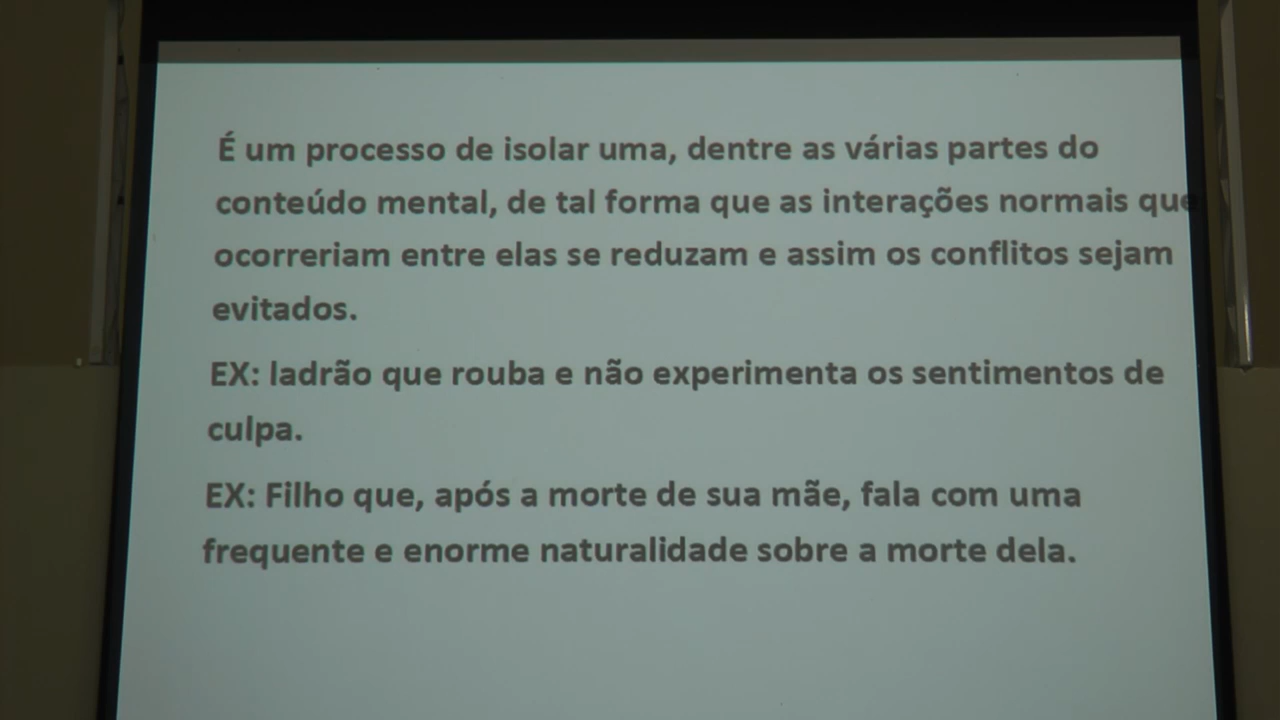 É um processo de isolar uma, dentre as várias partes do
conteúdo mental, de tal forma que as interações normais que
ocorreriam entre elas se reduzam e assim os conflitos sejam
evitados.
EX: ladrão que rouba e não experimenta os sentimentos de
culpa.
EX: Filho que, após a morte de sua mãe, fala com uma
frequente e enorme naturalidade sobre a morte dela.